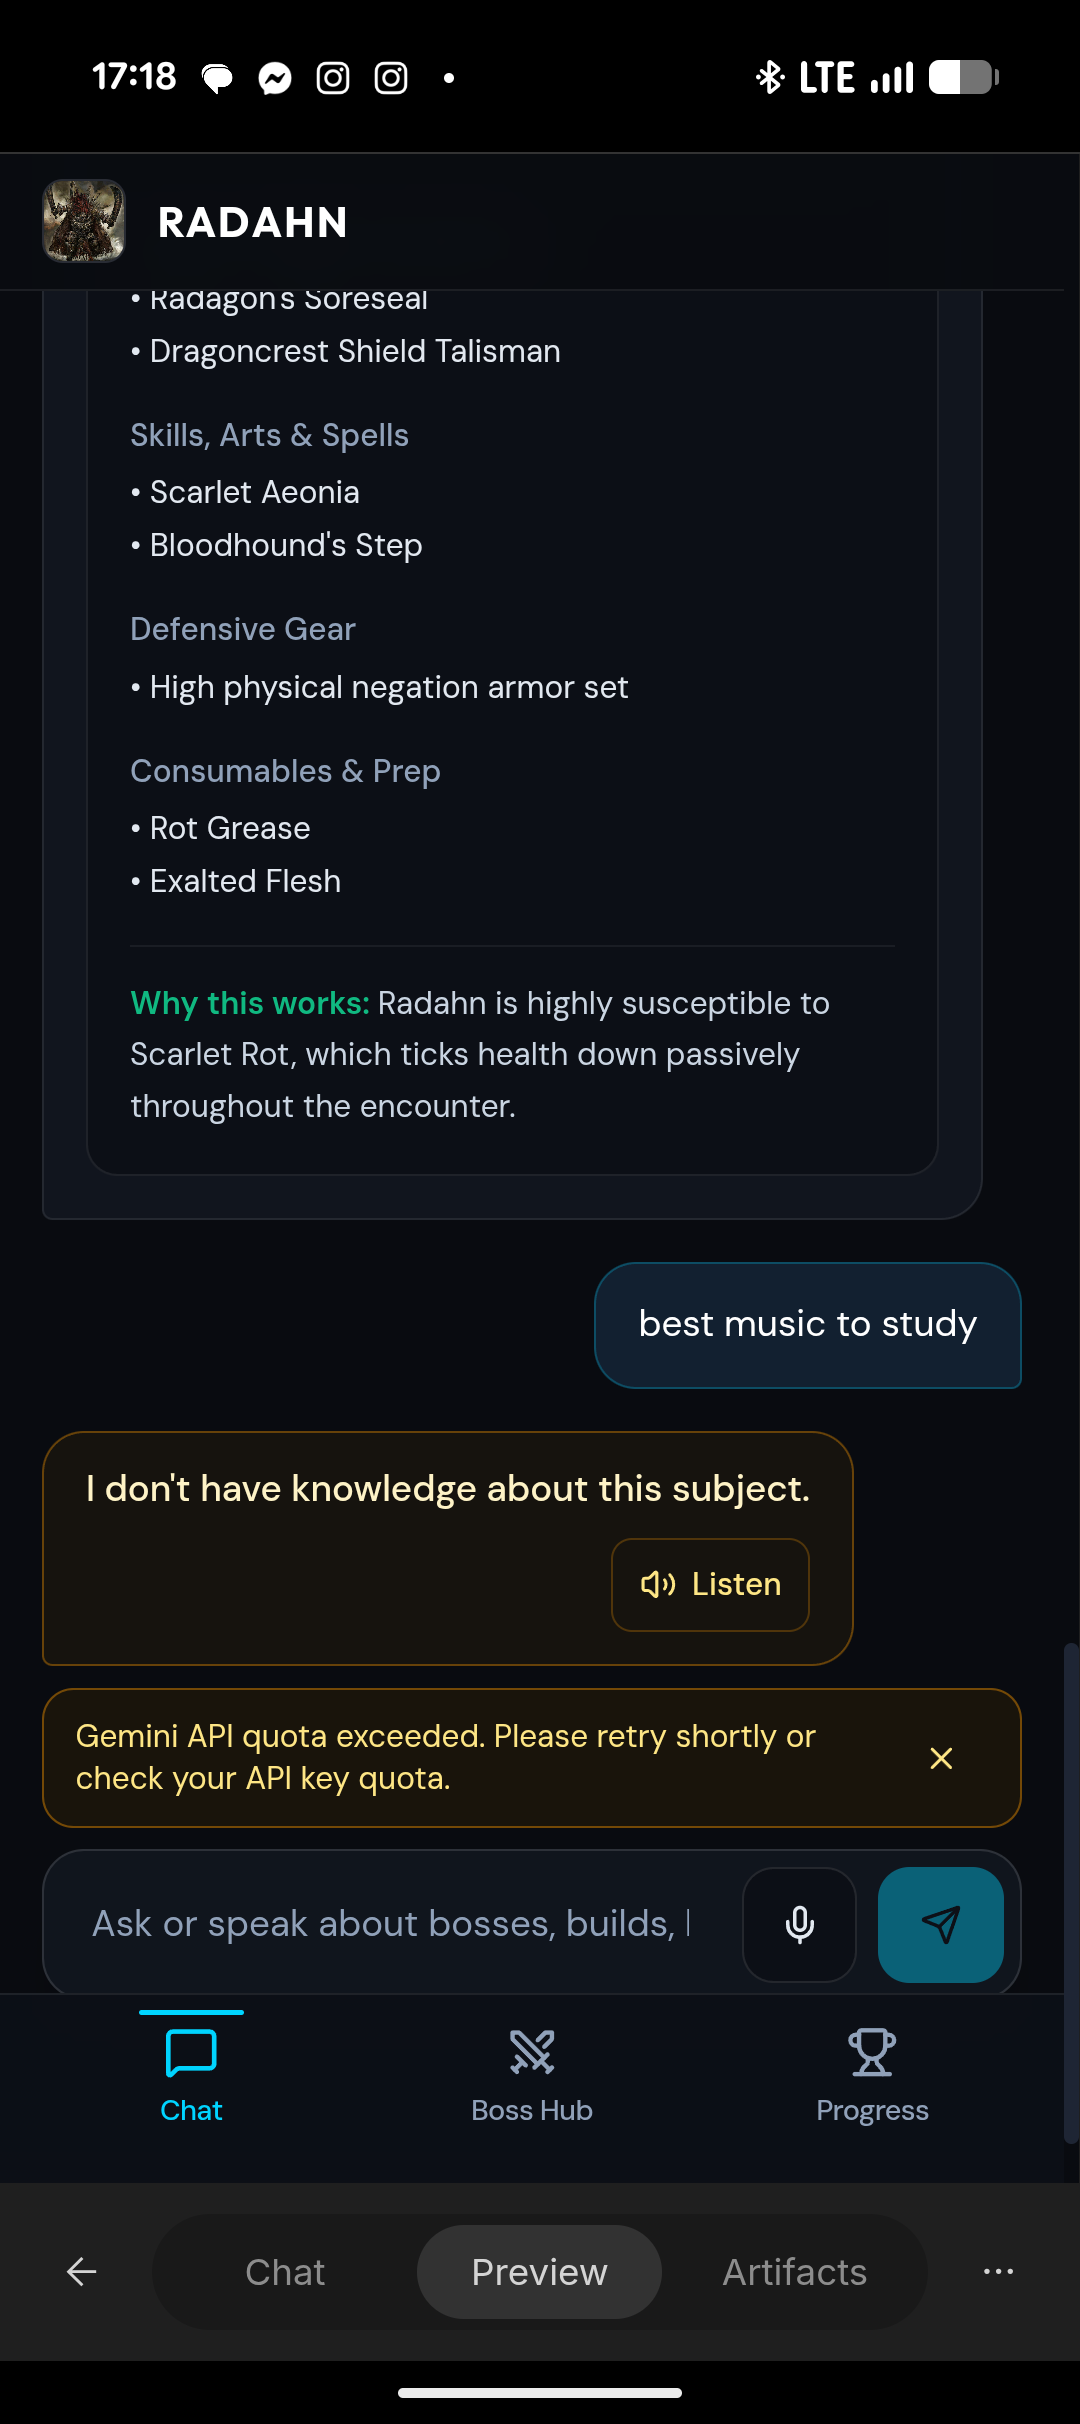 17:18
LTE
RADAHN
• Radagon's Soreseal
• Dragoncrest Shield Talisman
Skills, Arts & Spells
• Scarlet Aeonia
• Bloodhound's Step
Defensive Gear
• High physical negation armor set
Consumables & Prep
• Rot Grease
• Exalted Flesh
Why this works: Radahn is highly susceptible to
Scarlet Rot, which ticks health down passively
throughout the encounter.
best music to study
I don't have knowledge about this subject.
Listen
Gemini API quota exceeded. Please retry shortly or
check your API key quota.
Ask or speak about bosses, builds,
Chat
Boss Hub
Progress
Chat
Preview
Artifacts